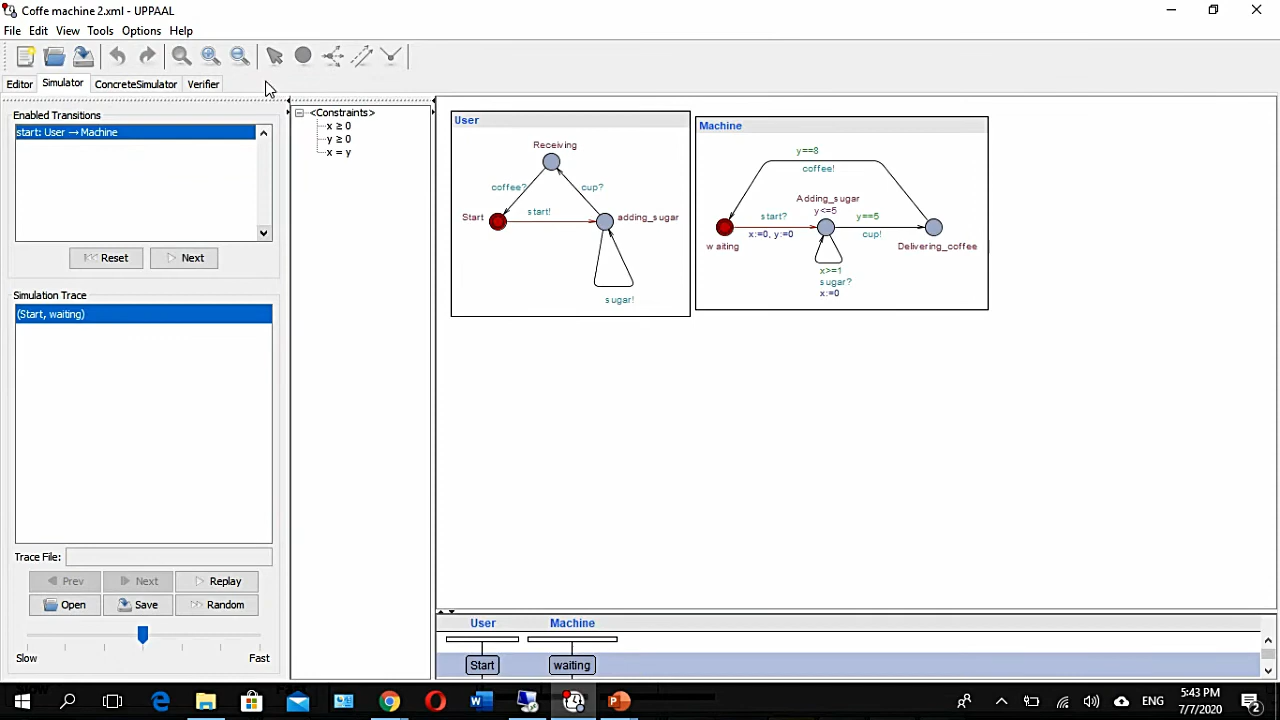 Coffe machine 2.xml - UPPAAL
File Edit View Tools Options Help
Editor Simulator ConcreteSimulator Verifier
Enabled Transitions
start: User → Machine
Reset Next
Simulation Trace
(Start, waiting)
Trace File:
Prev Next Replay
Open Save Random
Slow Fast
<Constraints>
x ≥ 0
y ≥ 0
x = y
User
Receiving
coffee? cup?
Start start! adding_sugar
sugar!
Machine
y==8
coffee!
Adding_sugar
y<=5
start? y==5
x:=0, y:=0 cup!
waiting Delivering_coffee
x>=1
sugar?
x:=0
User Machine
Start waiting
ENG
5:43 PM
7/7/2020
2